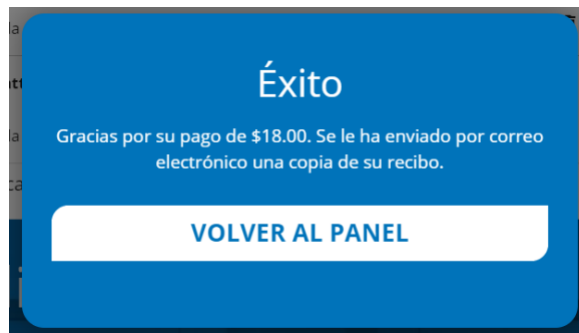 Éxito
Gracias por su pago de $18.00. Se le ha enviado por correo
electrónico una copia de su recibo.
VOLVER AL PANEL